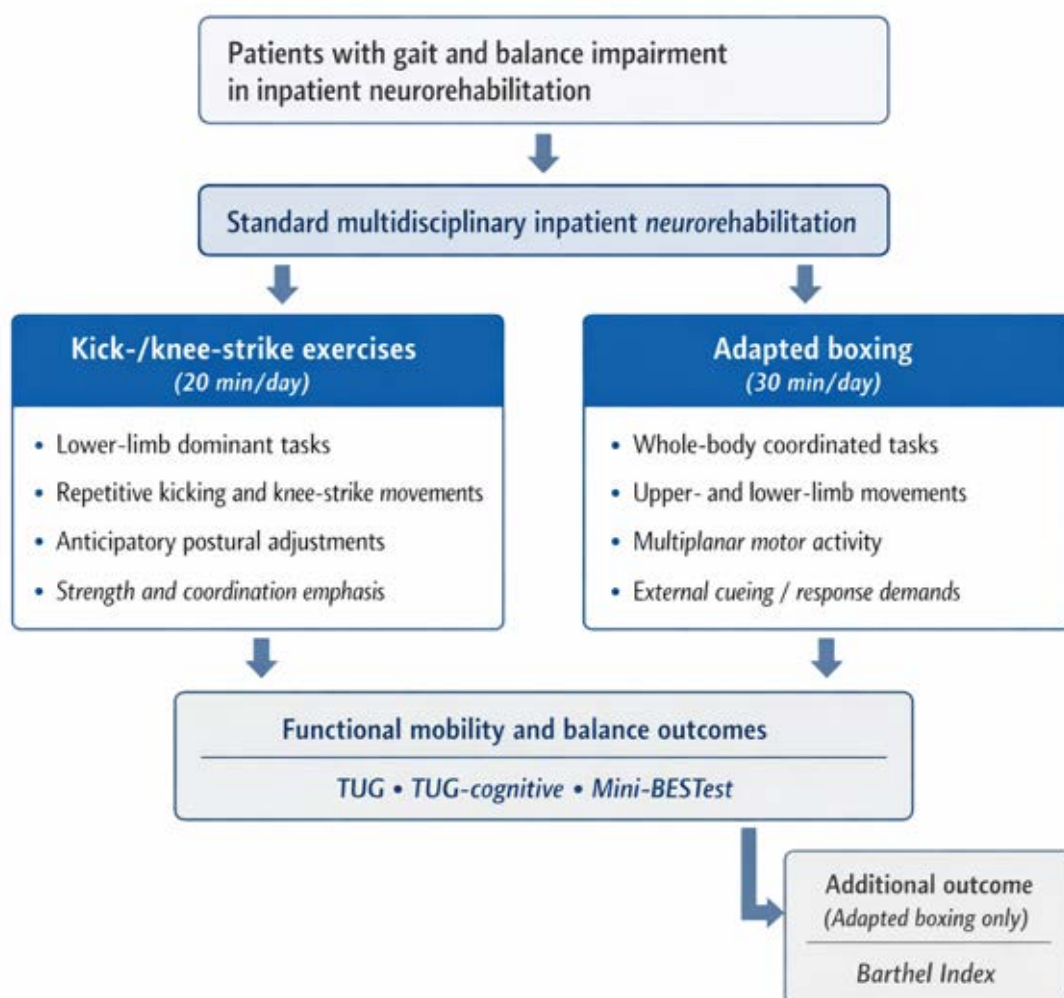 Patients with gait and balance impairment
in inpatient neurorehabilitation
Standard multidisciplinary inpatient neurorehabilitation
Kick-/knee-strike exercises
(20 min/day)
• Lower-limb dominant tasks
• Repetitive kicking and knee-strike movements
• Anticipatory postural adjustments
• Strength and coordination emphasis
Adapted boxing
(30 min/day)
• Whole-body coordinated tasks
• Upper- and lower-limb movements
• Multiplanar motor activity
• External cueing / response demands
Functional mobility and balance outcomes
TUG • TUG-cognitive • Mini-BESTest
Additional outcome
(Adapted boxing only)
Barthel Index